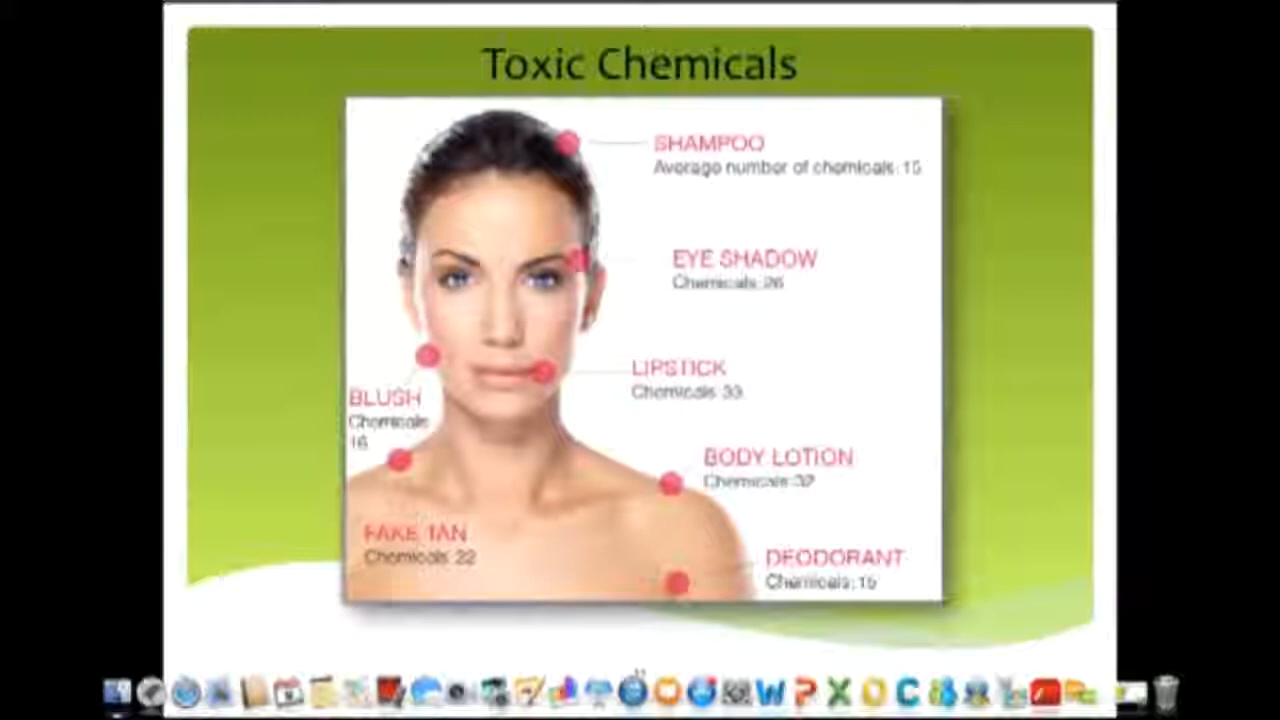 Toxic Chemicals
SHAMPOO
Average number of chemicals: 15
EYE SHADOW
Chemicals: 26
LIPSTICK
Chemicals: 33
BLUSH
Chemicals
16
BODY LOTION
Chemicals: 32
FAKE TAN
Chemicals: 22
DEODORANT
Chemicals: 15